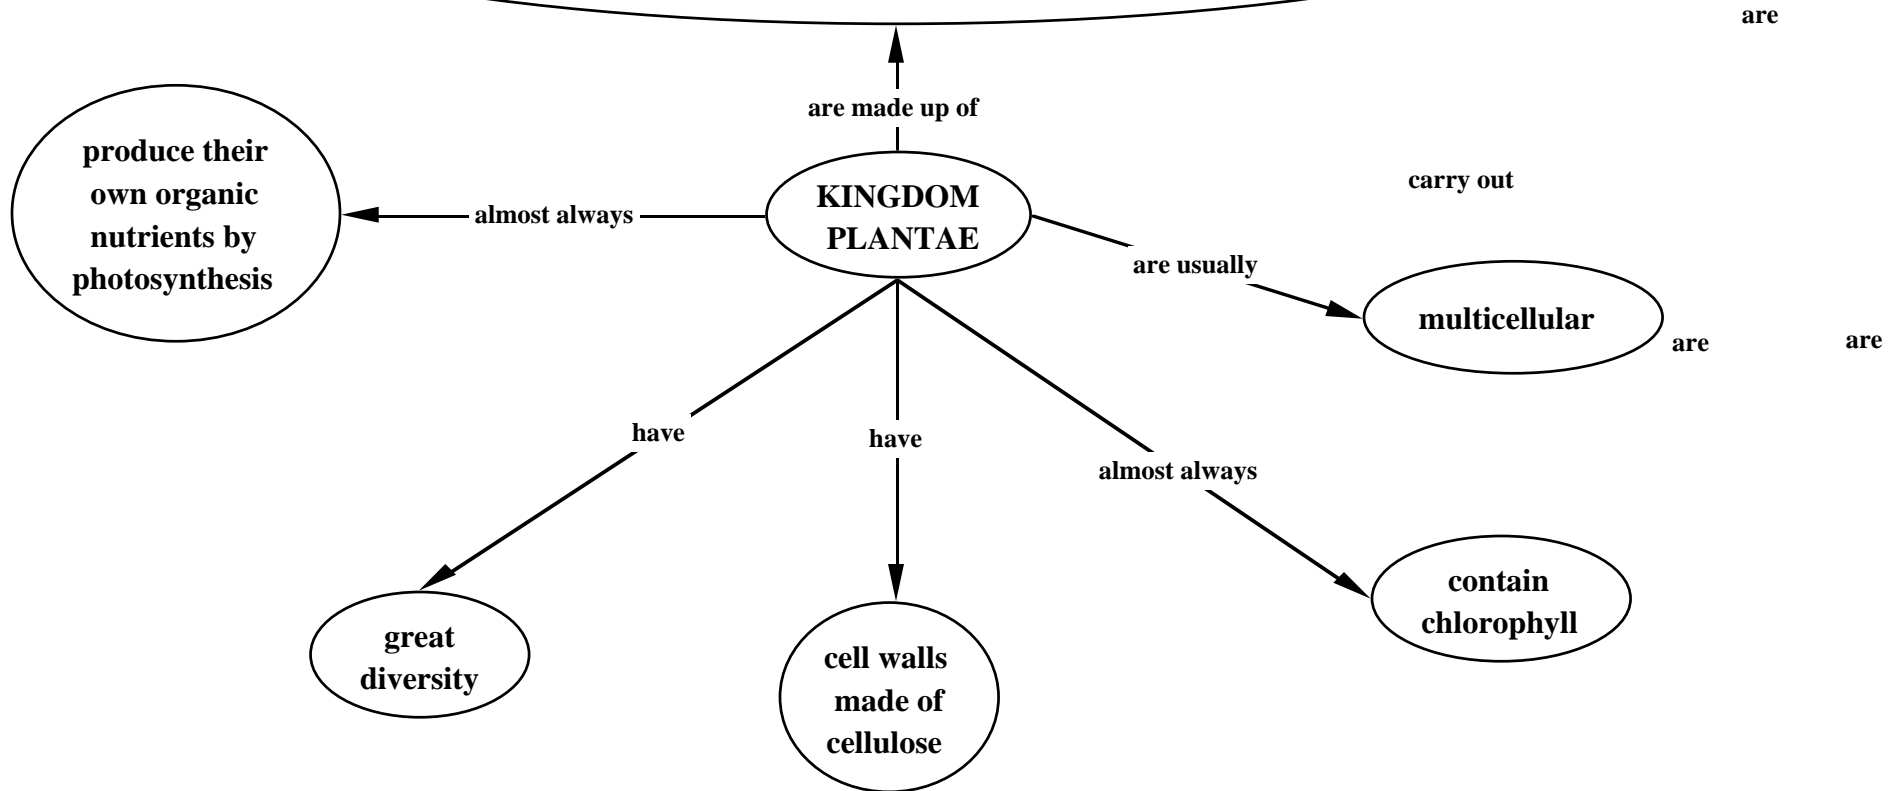 are
are made up of
produce their
own organic
nutrients by
photosynthesis
almost always
KINGDOM
PLANTAE
carry out
are usually
multicellular
are
are
have
have
almost always
great
diversity
cell walls
made of
cellulose
contain
chlorophyll